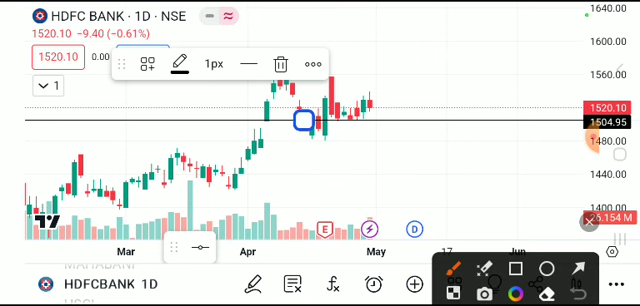 HDFC BANK · 1D · NSE
1520.10 −9.40 (−0.61%)
1520.10
0.00
1px
1
1640.00
1600.00
1560.00
1520.10
1504.95
1480.00
1440.00
1400.00
26.154 M
E
D
Mar
Apr
May
17
Jun
HDFCBANK 1D